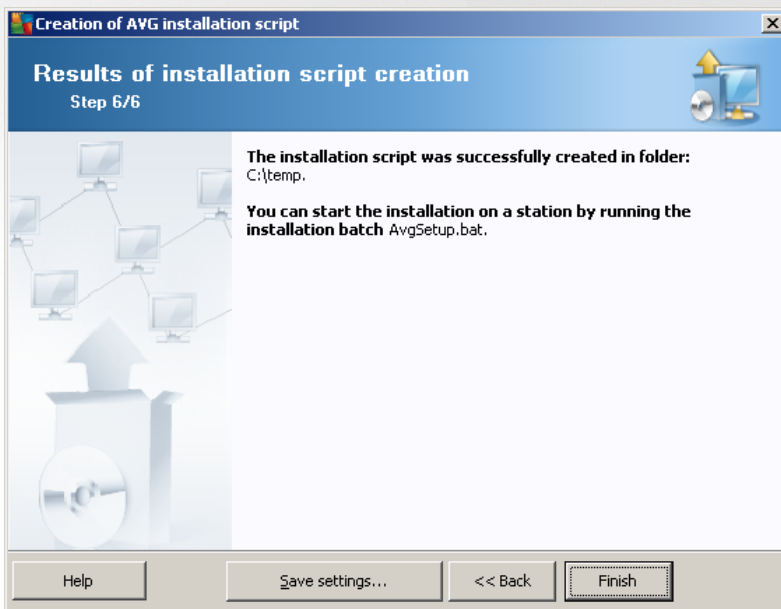 Creation of AVG installation script
Results of installation script creation
Step 6/6
The installation script was successfully created in folder:
C:\temp.
You can start the installation on a station by running the
installation batch AvgSetup.bat.
Help
Save settings...
<< Back
Finish